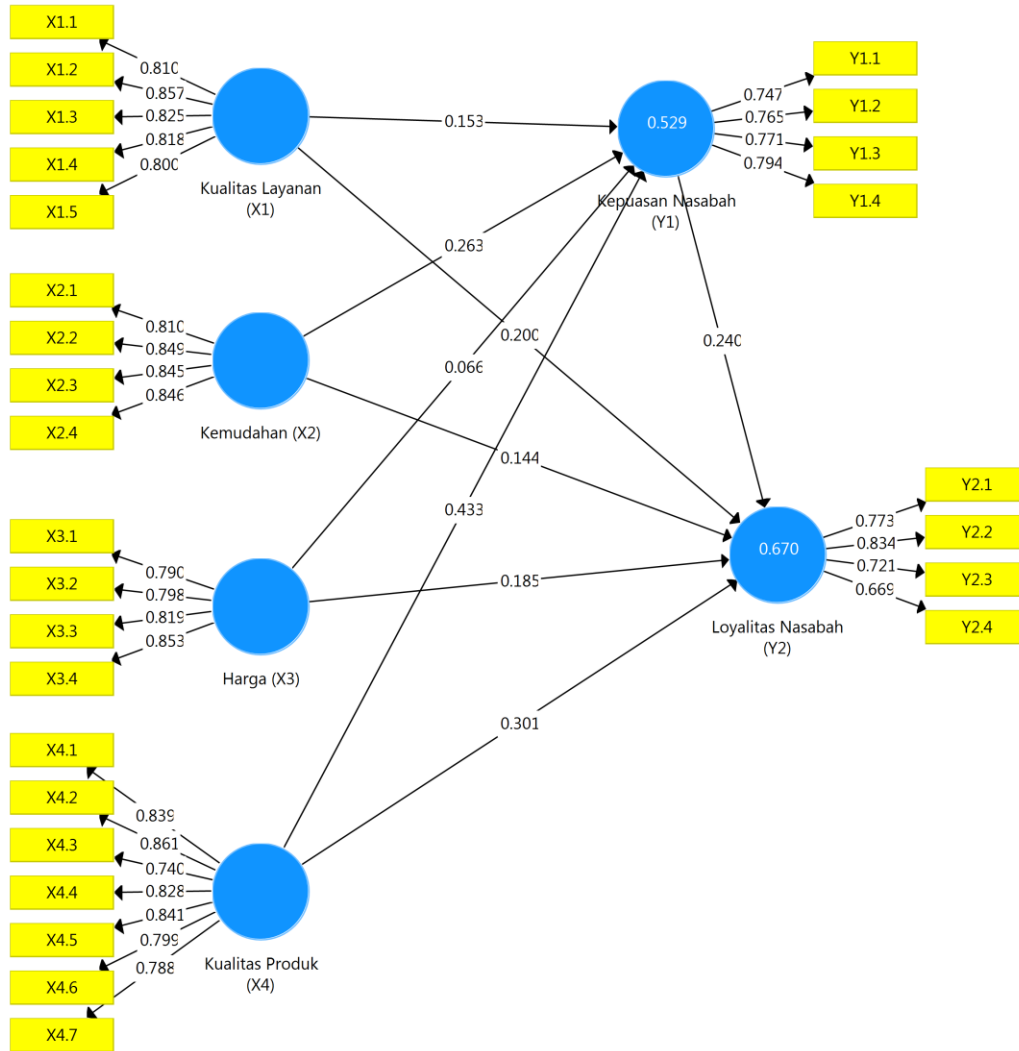 X1.1
X1.2
X1.3
X1.4
X1.5
0.810
0.857
0.825
0.818
0.800
Kualitas Layanan
(X1)
X2.1
X2.2
X2.3
X2.4
0.810
0.849
0.845
0.846
Kemudahan (X2)
X3.1
X3.2
X3.3
X3.4
0.790
0.798
0.819
0.853
Harga (X3)
X4.1
X4.2
X4.3
X4.4
X4.5
X4.6
X4.7
0.839
0.861
0.740
0.828
0.841
0.799
0.788
Kualitas Produk
(X4)
0.153
0.263
0.200
0.066
0.144
0.433
0.185
0.301
0.240
0.529
Kepuasan Nasabah
(Y1)
0.747
0.765
0.771
0.794
Y1.1
Y1.2
Y1.3
Y1.4
0.670
Loyalitas Nasabah
(Y2)
0.773
0.834
0.721
0.669
Y2.1
Y2.2
Y2.3
Y2.4